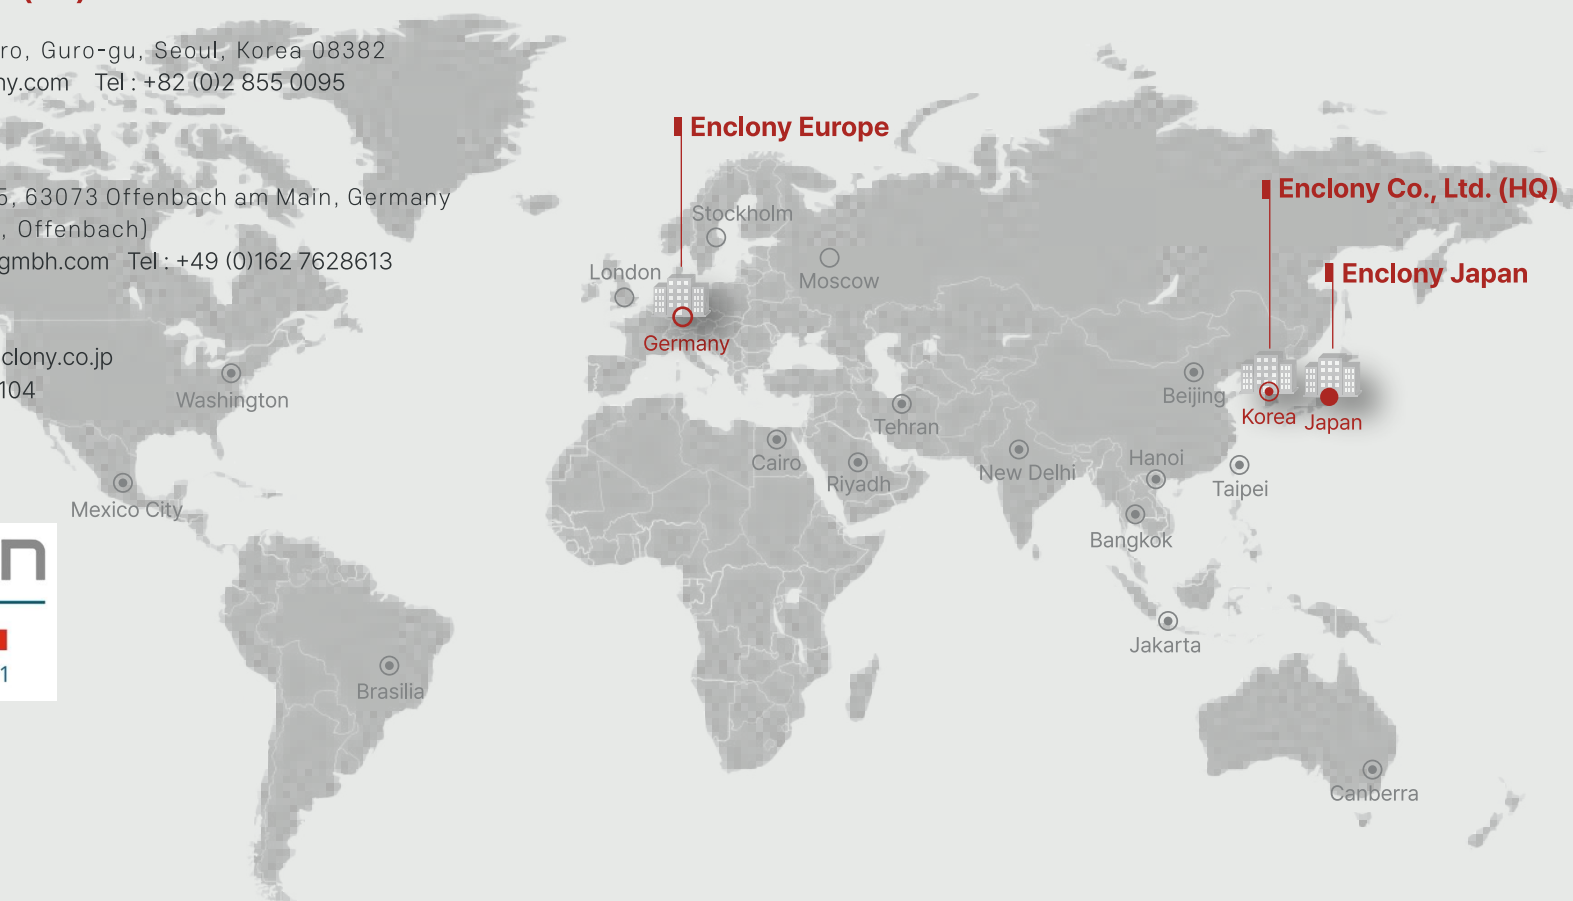 ro, Guro-gu, Seoul, Korea 08382
ny.com Tel : +82 (0)2 855 0095
5, 63073 Offenbach am Main, Germany
, Offenbach)
gmbh.com Tel : +49 (0)162 7628613
clony.co.jp
104
Enclony Europe
Enclony Co., Ltd. (HQ)
Enclony Japan
Stockholm
London
Moscow
Germany
Washington
Beijing
Korea
Japan
Tehran
Cairo
Riyadh
New Delhi
Hanoi
Taipei
Mexico City
Bangkok
Jakarta
Brasilia
Canberra
n
1